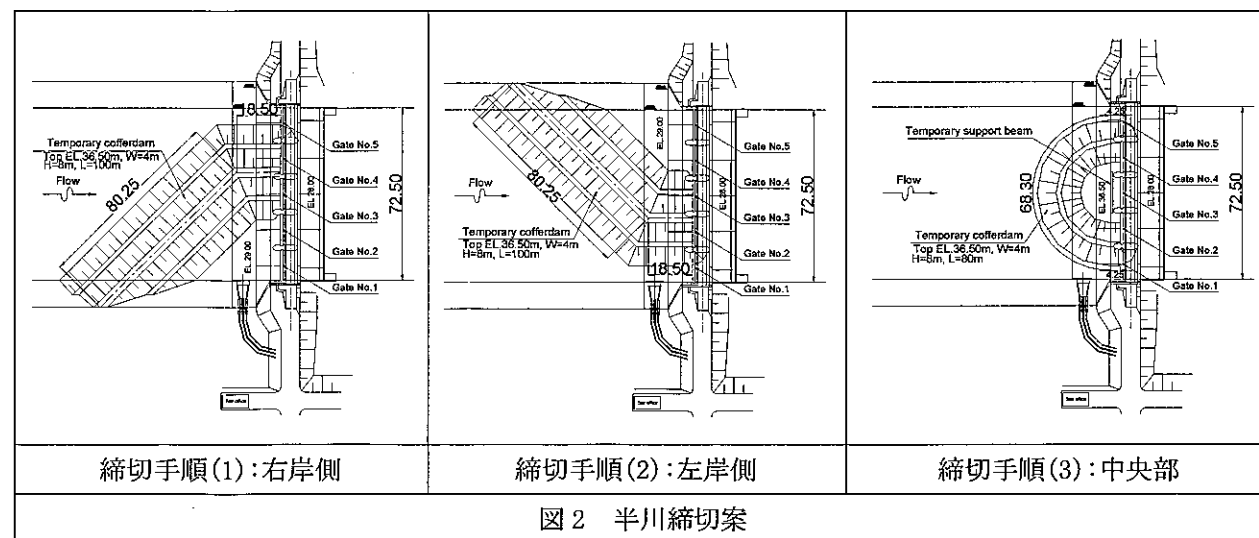 18.50
Temporary cofferdam
Top EL.36.50m, W=4m
H=8m, L=100m
Flow
80.25
EL.29.00
EL.28.00
72.50
Gate No.5
Gate No.4
Gate No.3
Gate No.2
Gate No.1
締切手順(1):右岸側
EL.29.00
80.25
Flow
Temporary cofferdam
Top EL.36.50m, W=4m
H=8m, L=100m
18.50
EL.28.00
72.50
Gate No.5
Gate No.4
Gate No.3
Gate No.2
Gate No.1
締切手順(2):左岸側
4.25
Temporary support beam
Flow
68.30
Temporary cofferdam
Top EL.36.50m, W=4m
H=8m, L=80m
EL.36.50
EL.28.00
4.25
72.50
Gate No.5
Gate No.4
Gate No.3
Gate No.2
Gate No.1
締切手順(3):中央部
図2 半川締切案